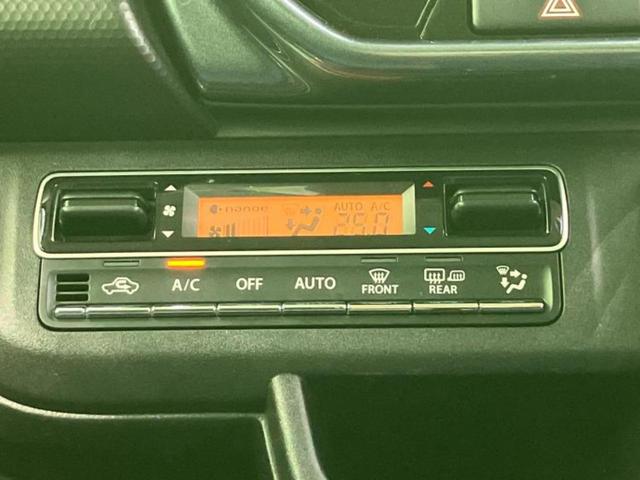 nanoe AUTO A/C
25.0
A/C OFF AUTO FRONT REAR